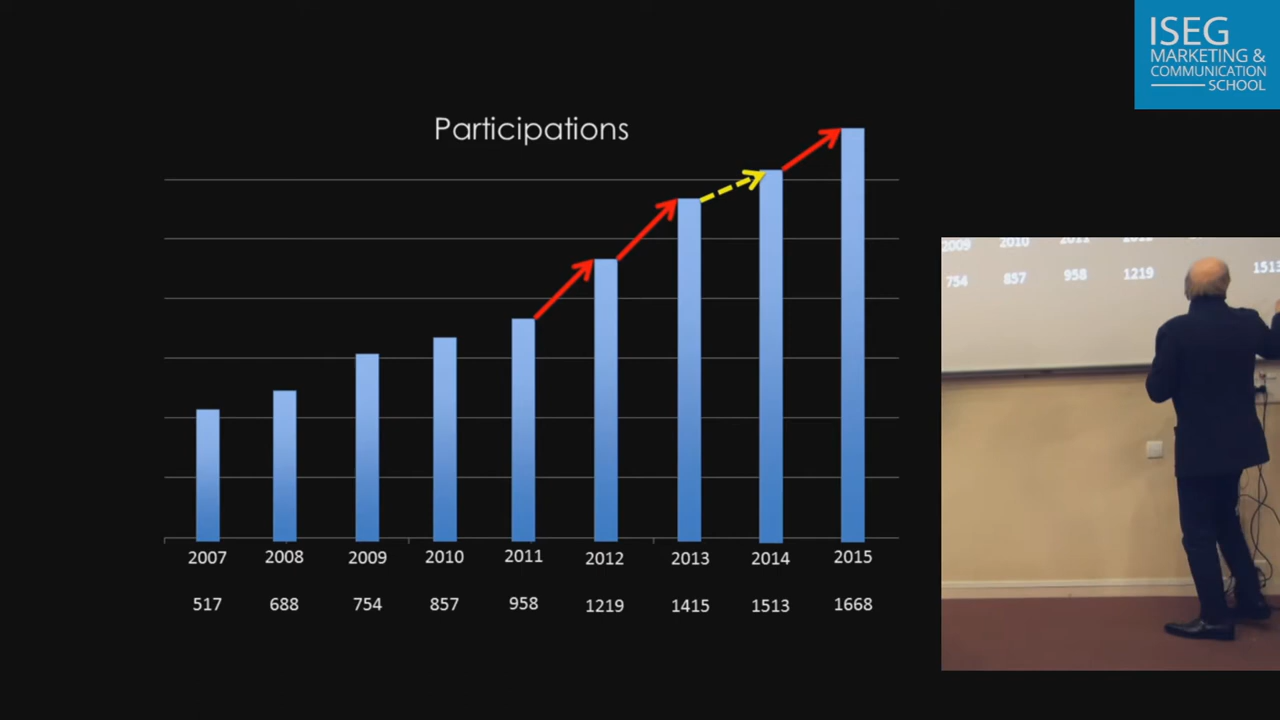 ISEG
MARKETING &
COMMUNICATION
SCHOOL
Participations
2007 2008 2009 2010 2011 2012 2013 2014 2015
517 688 754 857 958 1219 1415 1513 1668
2009 2010 2011 2012
754 857 958 1219 1513